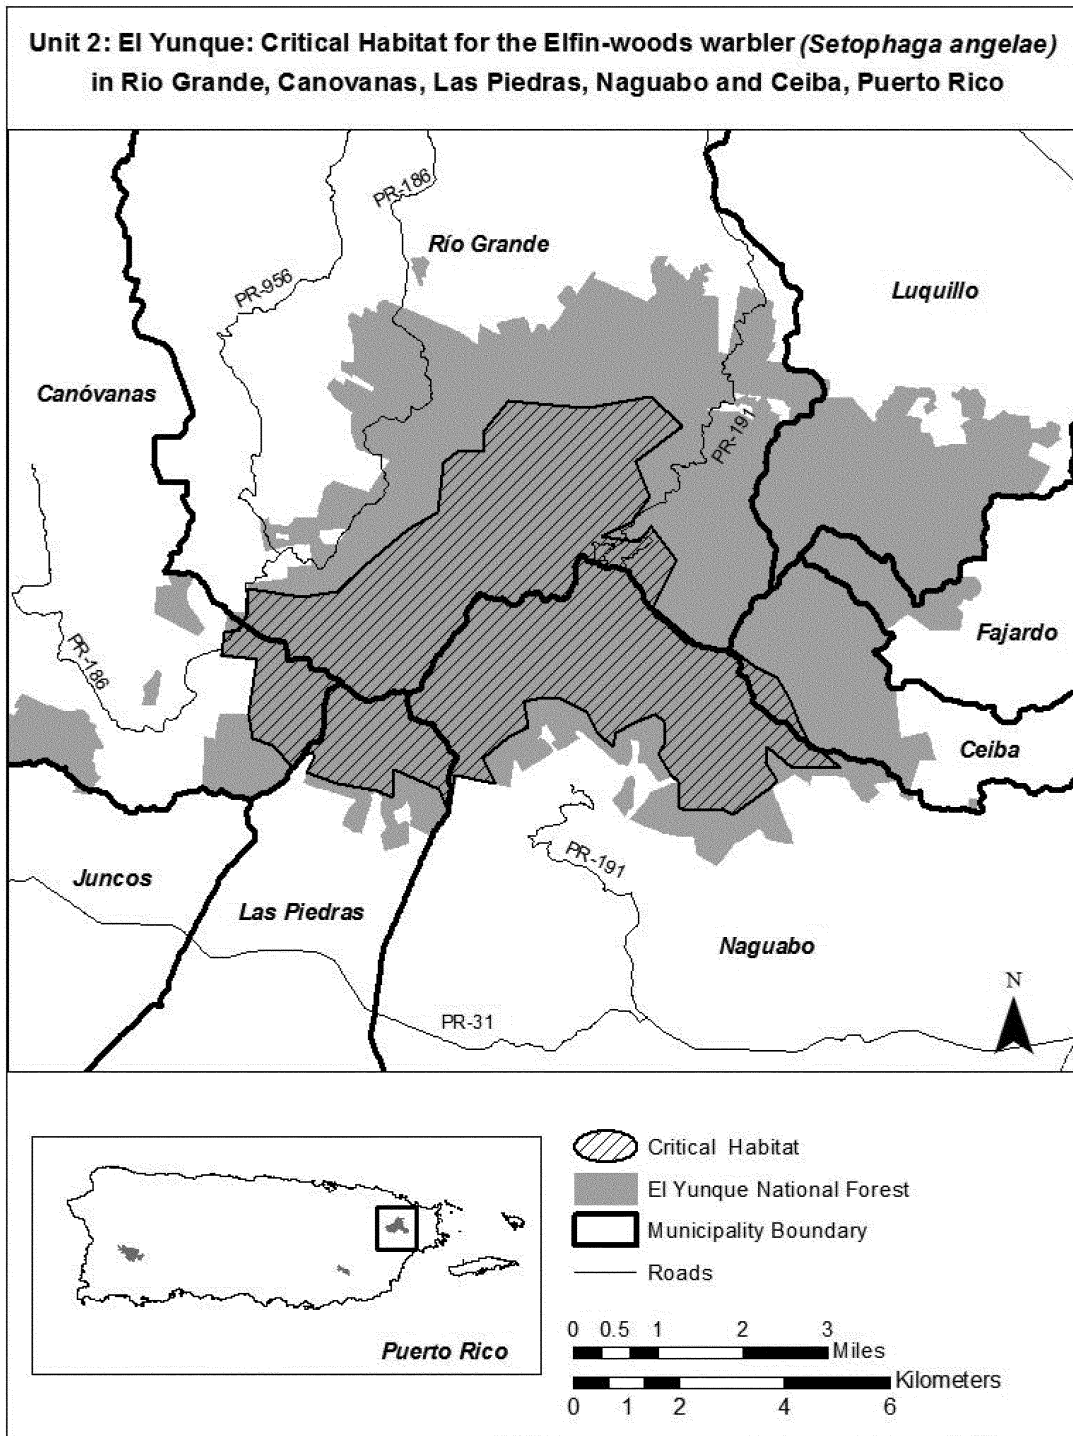 Unit 2: El Yunque: Critical Habitat for the Elfin-woods warbler (Setophaga angelae)
in Rio Grande, Canovanas, Las Piedras, Naguabo and Ceiba, Puerto Rico
PR-186
Río Grande
PR-956
Luquillo
Canóvanas
PR-191
PR-186
Fajardo
Ceiba
PR-191
Juncos
Las Piedras
Naguabo
N
PR-31
Critical Habitat
El Yunque National Forest
Municipality Boundary
Roads
Puerto Rico
0 0.5 1 2 3
Miles
Kilometers
0 1 2 4 6